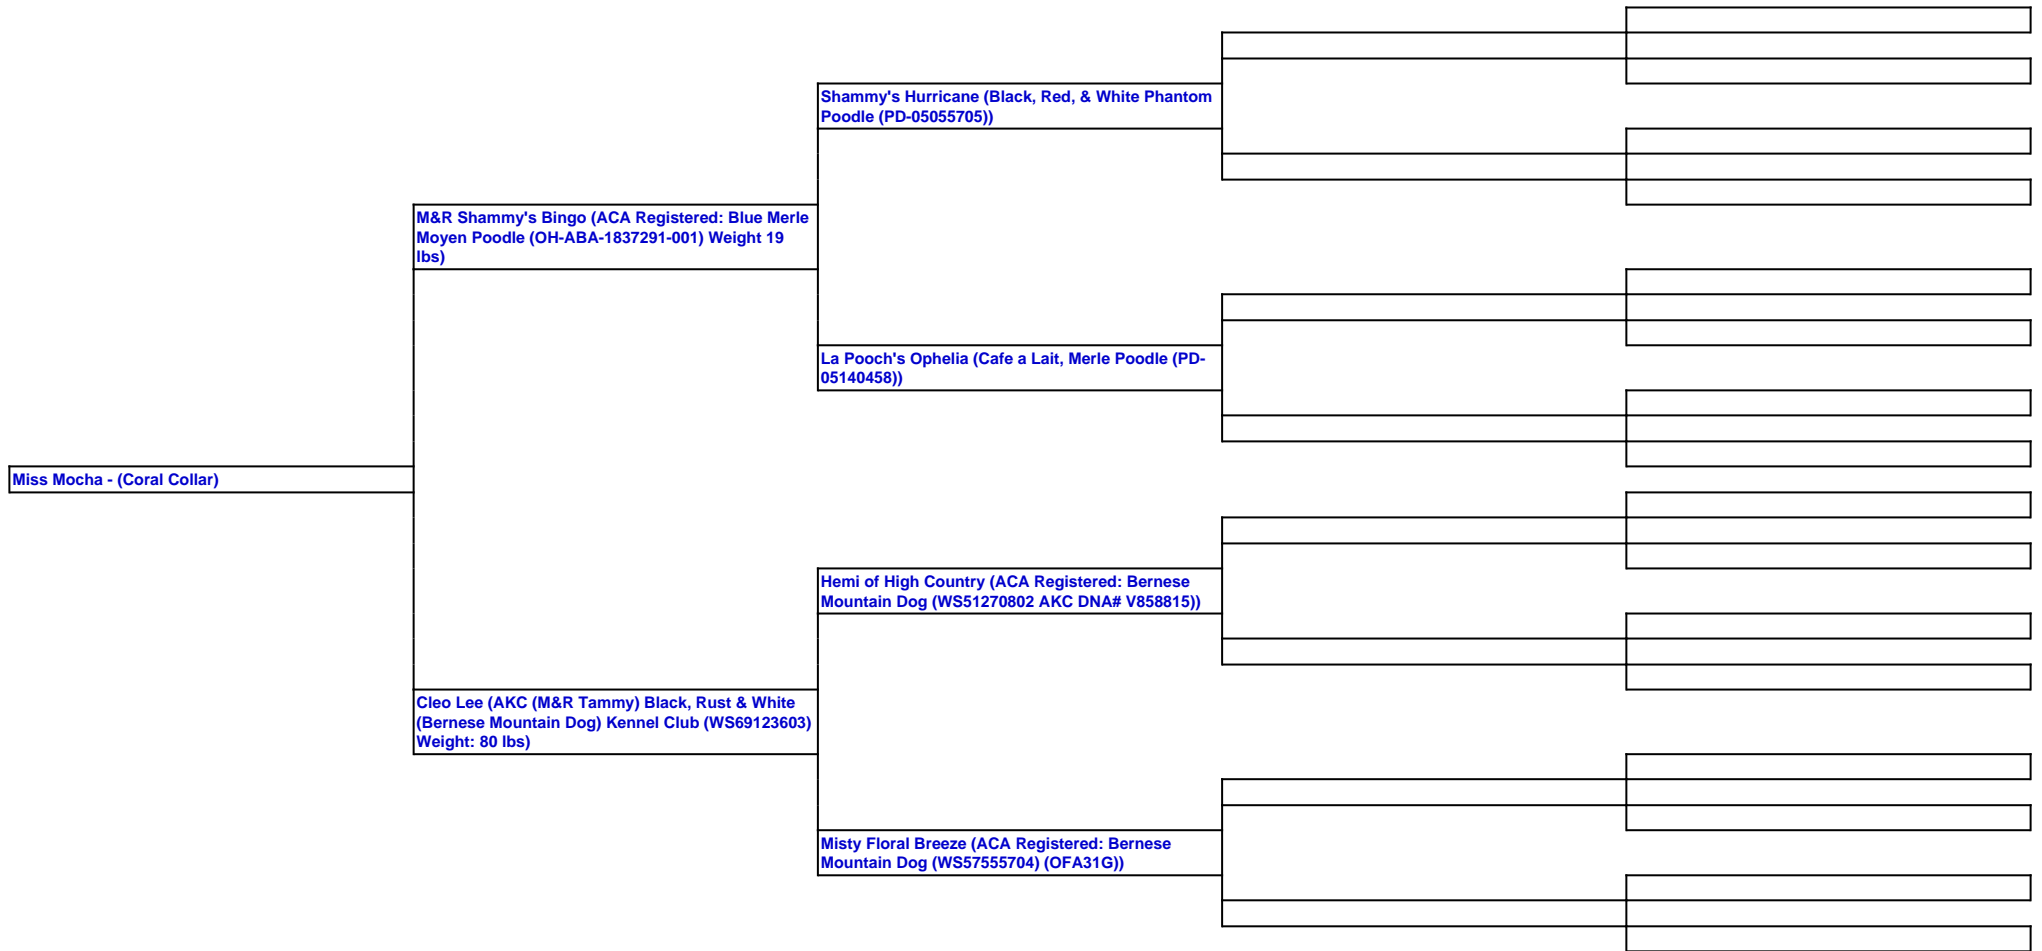 Shammy's Hurricane (Black, Red, & White Phantom
Poodle (PD-05055705))
M&R Shammy's Bingo (ACA Registered: Blue Merle
Moyen Poodle (OH-ABA-1837291-001) Weight 19
lbs)
La Pooch's Ophelia (Cafe a Lait, Merle Poodle (PD-
05140458))
Miss Mocha - (Coral Collar)
Hemi of High Country (ACA Registered: Bernese
Mountain Dog (WS51270802 AKC DNA# V858815))
Cleo Lee (AKC (M&R Tammy) Black, Rust & White
(Bernese Mountain Dog) Kennel Club (WS69123603)
Weight: 80 lbs)
Misty Floral Breeze (ACA Registered: Bernese
Mountain Dog (WS57555704) (OFA31G))